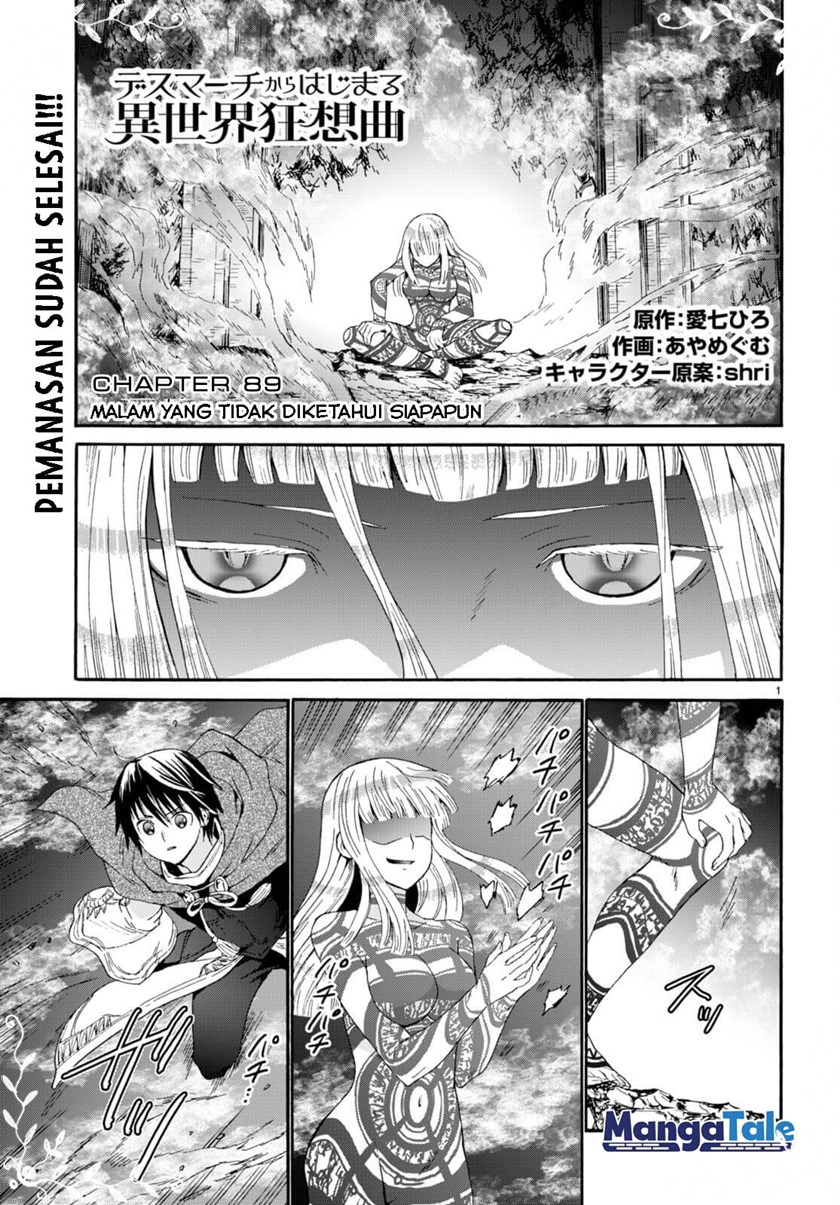 PEMANASAN SUDAH SELESAI!!!
デスマーチからはじまる
異世界狂想曲
原作：愛七ひろ
作画：あやめぐむ
キャラクター原案：shri
CHAPTER 89
MALAM YANG TIDAK DIKETAHUI SIAPAPUN
1
スッ
パチ
パチ
パチ
パチ
パチ…
ザザ
MangaTale